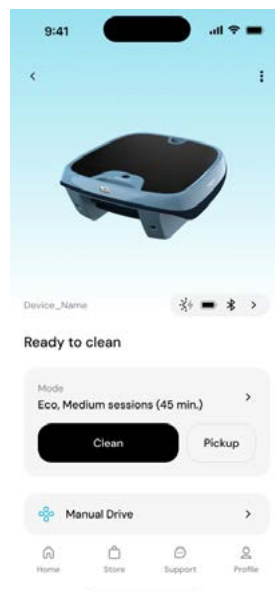 9:41
Device_Name
Ready to clean
Mode
Eco, Medium sessions (45 min.)
Clean
Pickup
Manual Drive
Home
Store
Support
Profile